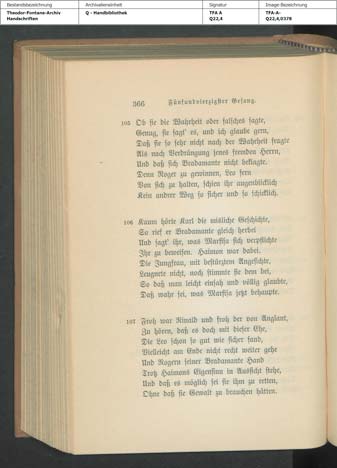 Bestandsbezeichnung
Archivalieneinheit
Signatur
Image-Bezeichnung
Theodor-Fontane-Archiv
Handschriften
Q - Handbibliothek
TFA A
Q22,4
TFA-A-
Q22,4,0378
366 Fünfundvierzigster Gesang.
105 Ob sie die Wahrheit oder falsches sagte,
Genug, sie sagt' es, und ich glaube gern,
Daß sie so sehr nicht nach der Wahrheit fragte
Als nach Verdrängung jenes fremden Herrn,
Und daß sich Bradamante nicht beklagte.
Denn Roger zu gewinnen, Leo fern
Von sich zu halten, schien ihr augenblicklich
Kein andrer Weg so sicher und so schicklich.
106 Kaum hörte Karl die mißliche Geschichte,
So rief er Bradamante gleich herbei
Und sagt' ihr, was Marfisa sich verpflichte
Ihr zu beweisen. Haimon war dabei.
Die Jungfrau, mit bestürztem Angesichte,
Leugnete nicht, noch stimmte sie dem bei,
So daß man leicht einsah und völlig glaubte,
Daß wahr sei, was Marfisa jetzt behaupte.
107 Froh war Rinald und froh der von Anglant,
Zu hören, daß es doch mit dieser Ehe,
Die Leo schon so gut wie sicher fand,
Vielleicht am Ende nicht recht weiter gehe
Und Rogern seiner Bradamante Hand
Trotz Haimons Eigensinn in Aussicht stehe,
Und daß es möglich sei sie ihm zu retten,
Ohne daß sie Gewalt zu brauchen hätten.